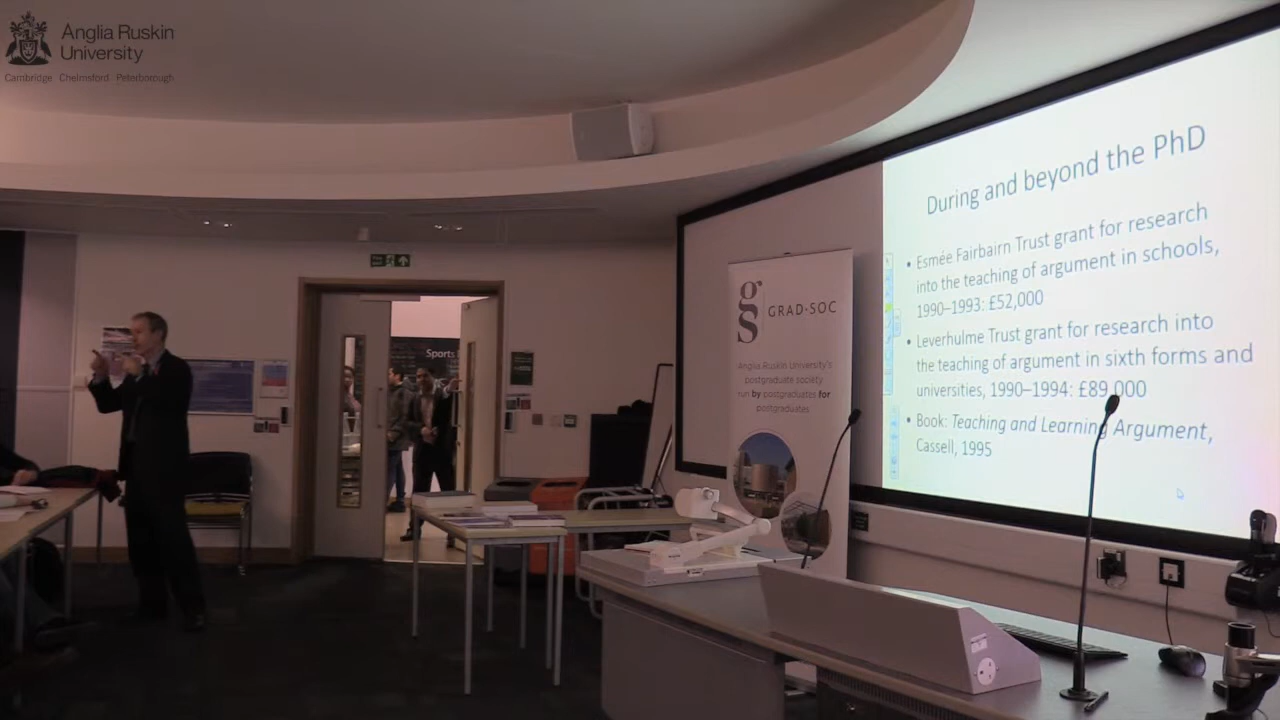 Anglia Ruskin
University
Cambridge Chelmsford Peterborough
During and beyond the PhD
• Esmée Fairbairn Trust grant for research
into the teaching of argument in schools,
1990–1993: £52,000
• Leverhulme Trust grant for research into
the teaching of argument in sixth forms and
universities, 1990–1994: £89,000
• Book: Teaching and Learning Argument,
Cassell, 1995
gs GRAD·SOC
Anglia Ruskin University's
postgraduate society
run by postgraduates for
postgraduates
Sports